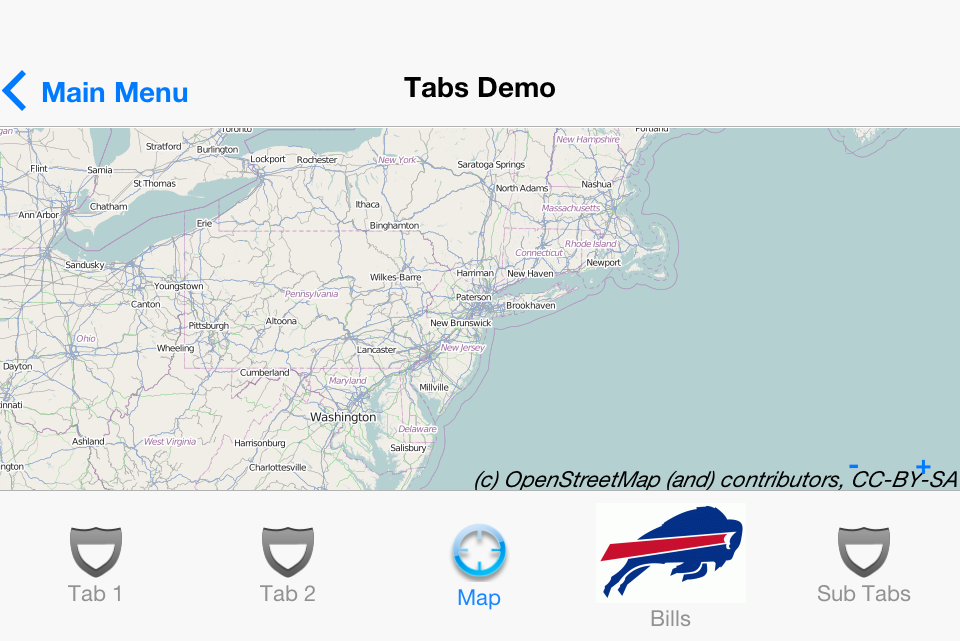 Main Menu
Tabs Demo
Toronto
Portland
Stratford
Burlington
New Hampshire
Flint
Sarnia
Lockport
Rochester
New York
Saratoga Springs
St Thomas
North Adams
Nashua
Ann Arbor
Chatham
Ithaca
Massachusetts
Erie
Binghamton
Rhode Island
Connecticut
Newport
Sandusky
Youngstown
Wilkes-Barre
Hamman
New Haven
Canton
Pennsylvania
Paterson
Brookhaven
Pittsburgh
Altoona
New Brunswick
Ohio
Wheeling
Lancaster
New Jersey
Dayton
Cumberland
Maryland
Millville
nnati
Washington
Delaware
Ashland
West Virginia
Harrisonburg
Salisbury
ngton
Charlottesville
- +
(c) OpenStreetMap (and) contributors, CC-BY-SA
Tab 1
Tab 2
Map
Bills
Sub Tabs